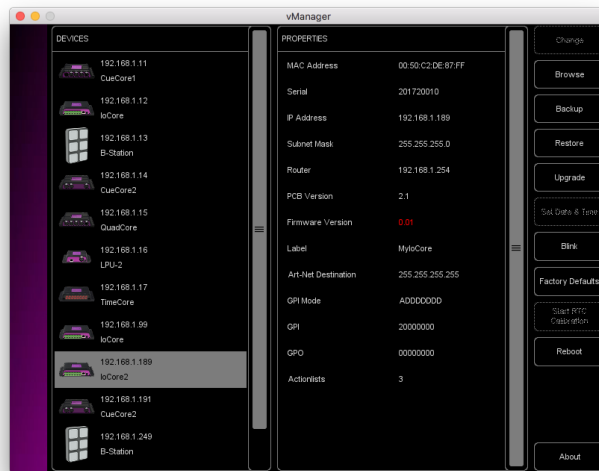 vManager
DEVICES
192.168.1.11
CueCore1
192.168.1.12
IoCore
192.168.1.13
B-Station
192.168.1.14
CueCore2
192.168.1.15
QuadCore
192.168.1.16
LPU-2
192.168.1.17
TimeCore
192.168.1.99
IoCore
192.168.1.189
IoCore2
192.168.1.191
CueCore2
192.168.1.249
B-Station
PROPERTIES
MAC Address 00:50:C2:DE:87:FF
Serial 201720010
IP Address 192.168.1.189
Subnet Mask 255.255.255.0
Router 192.168.1.254
PCB Version 2.1
Firmware Version 0.01
Label MyIoCore
Art-Net Destination 255.255.255.255
GPI Mode ADDDDDDD
GPI 20000000
GPO 00000000
Actionlists 3
Change
Browse
Backup
Restore
Upgrade
Set Date & Time
Blink
Factory Defaults
Start RTC
Calibration
Reboot
About